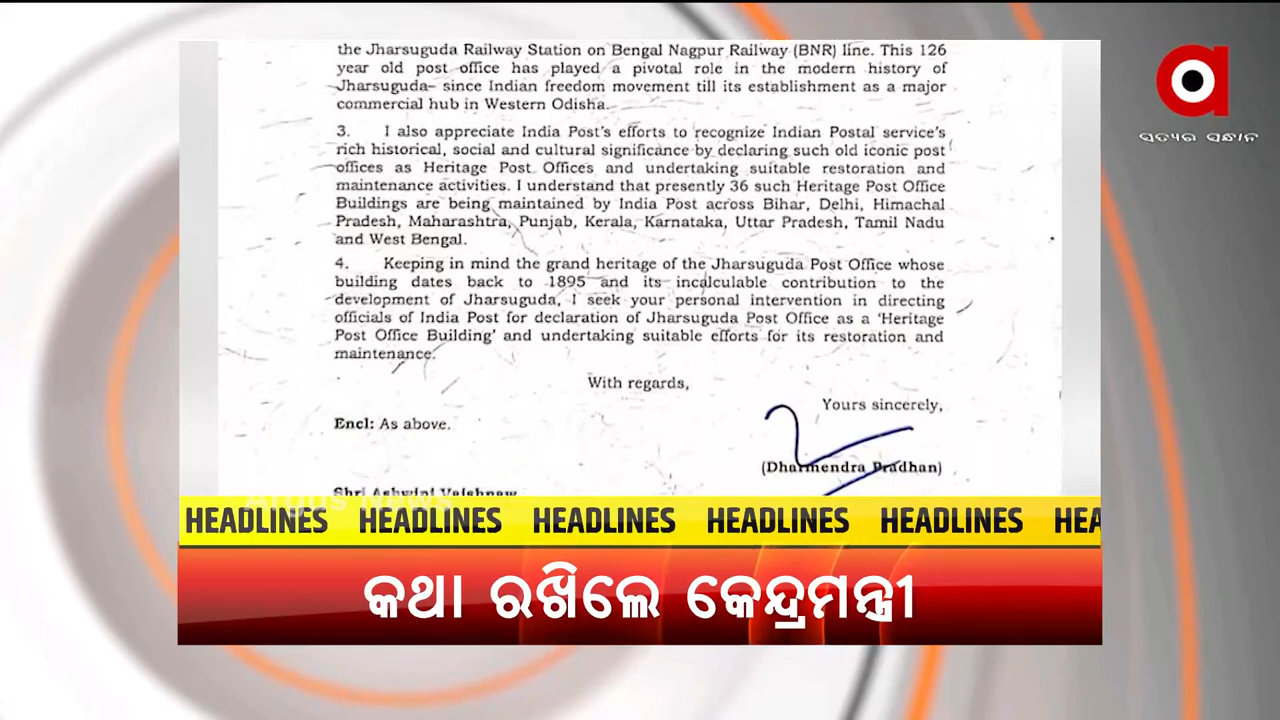 the Jharsuguda Railway Station on Bengal Nagpur Railway (BNR) line. This 126
year old post office has played a pivotal role in the modern history of
Jharsuguda– since Indian freedom movement till its establishment as a major
commercial hub in Western Odisha.
3. I also appreciate India Post's efforts to recognize Indian Postal service's
rich historical, social and cultural significance by declaring such old iconic post
offices as Heritage Post Offices and undertaking suitable restoration and
maintenance activities. I understand that presently 36 such Heritage Post Office
Buildings are being maintained by India Post across Bihar, Delhi, Himachal
Pradesh, Maharashtra, Punjab, Kerala, Karnataka, Uttar Pradesh, Tamil Nadu
and West Bengal.
4. Keeping in mind the grand heritage of the Jharsuguda Post Office whose
building dates back to 1895 and its incalculable contribution to the
development of Jharsuguda, I seek your personal intervention in directing
officials of India Post for declaration of Jharsuguda Post Office as a 'Heritage
Post Office Building' and undertaking suitable efforts for its restoration and
maintenance.
With regards,
Yours sincerely,
Encl: As above.
(Dharmendra Pradhan)
Shri Ashwini Vaishnaw
Argus News
HEADLINES HEADLINES HEADLINES HEADLINES HEADLINES HEA
କଥା ରଖିଲେ କେନ୍ଦ୍ରମନ୍ତ୍ରୀ
a
ସତ୍ୟର ସନ୍ଧାନ